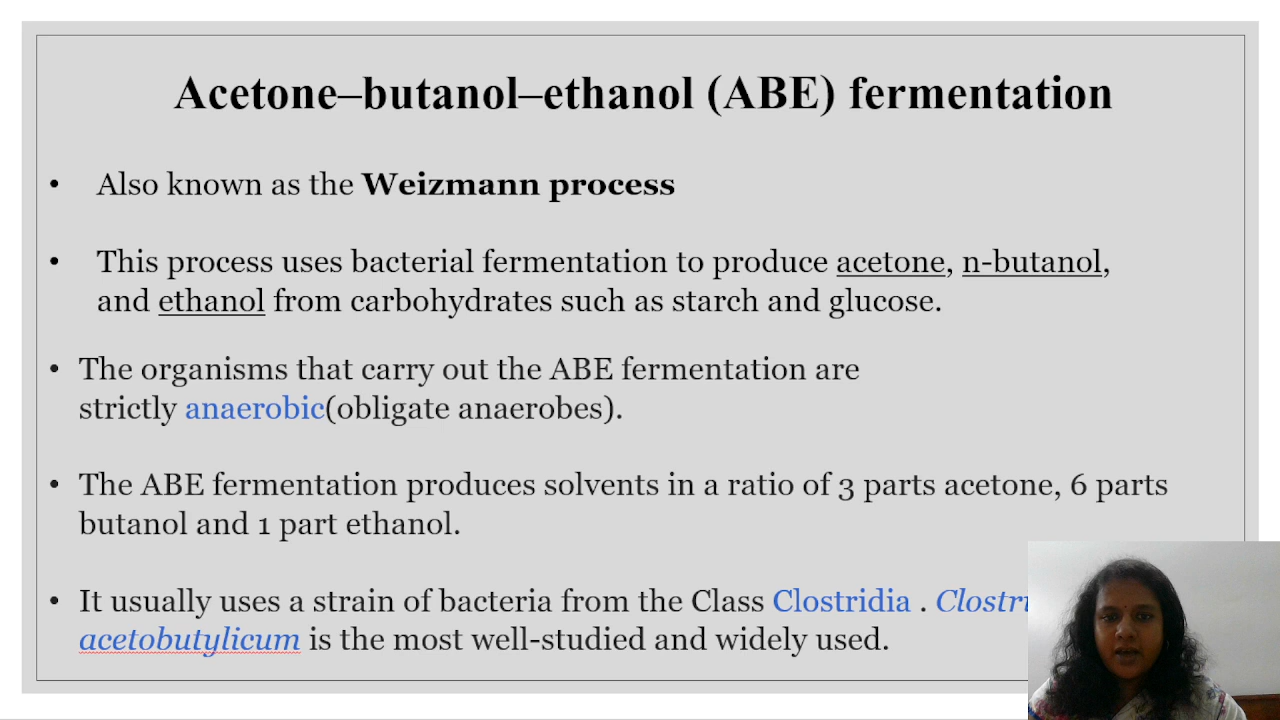 Acetone–butanol–ethanol (ABE) fermentation
• Also known as the Weizmann process
• This process uses bacterial fermentation to produce acetone, n-butanol,
and ethanol from carbohydrates such as starch and glucose.
• The organisms that carry out the ABE fermentation are
strictly anaerobic(obligate anaerobes).
• The ABE fermentation produces solvents in a ratio of 3 parts acetone, 6 parts
butanol and 1 part ethanol.
• It usually uses a strain of bacteria from the Class Clostridia .
acetobutylicum is the most well-studied and widely used.